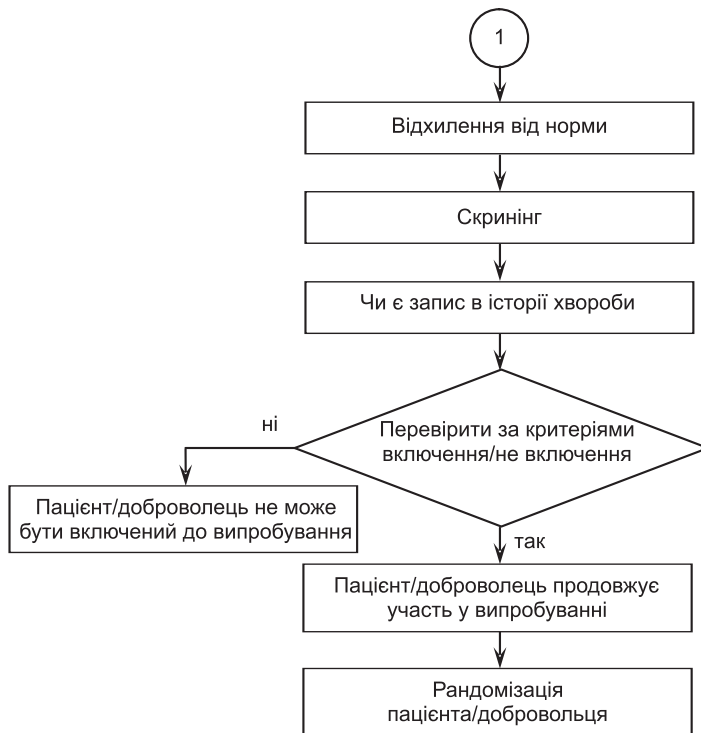 1
Відхилення від норми
Скринінг
Чи є запис в історії хвороби
Перевірити за критеріями
включення/не включення
ні
Пацієнт/доброволець не може
бути включений до випробування
так
Пацієнт/доброволець продовжує
участь у випробуванні
Рандомізація
пацієнта/добровольця